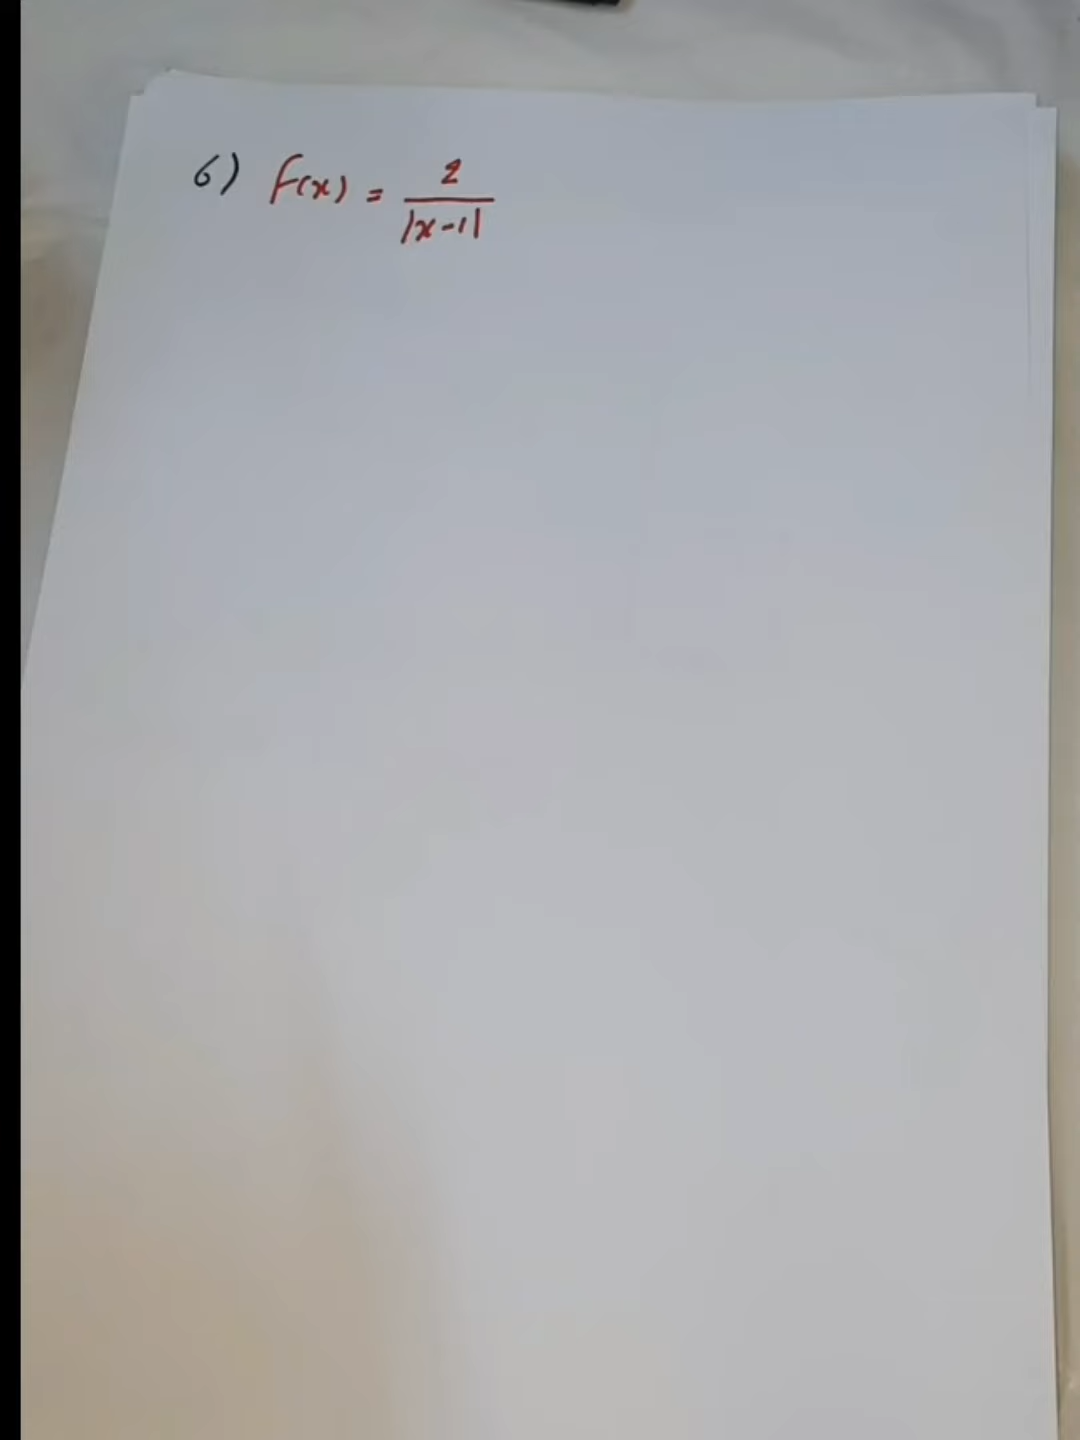 6) f(x) = 2/|x-1|